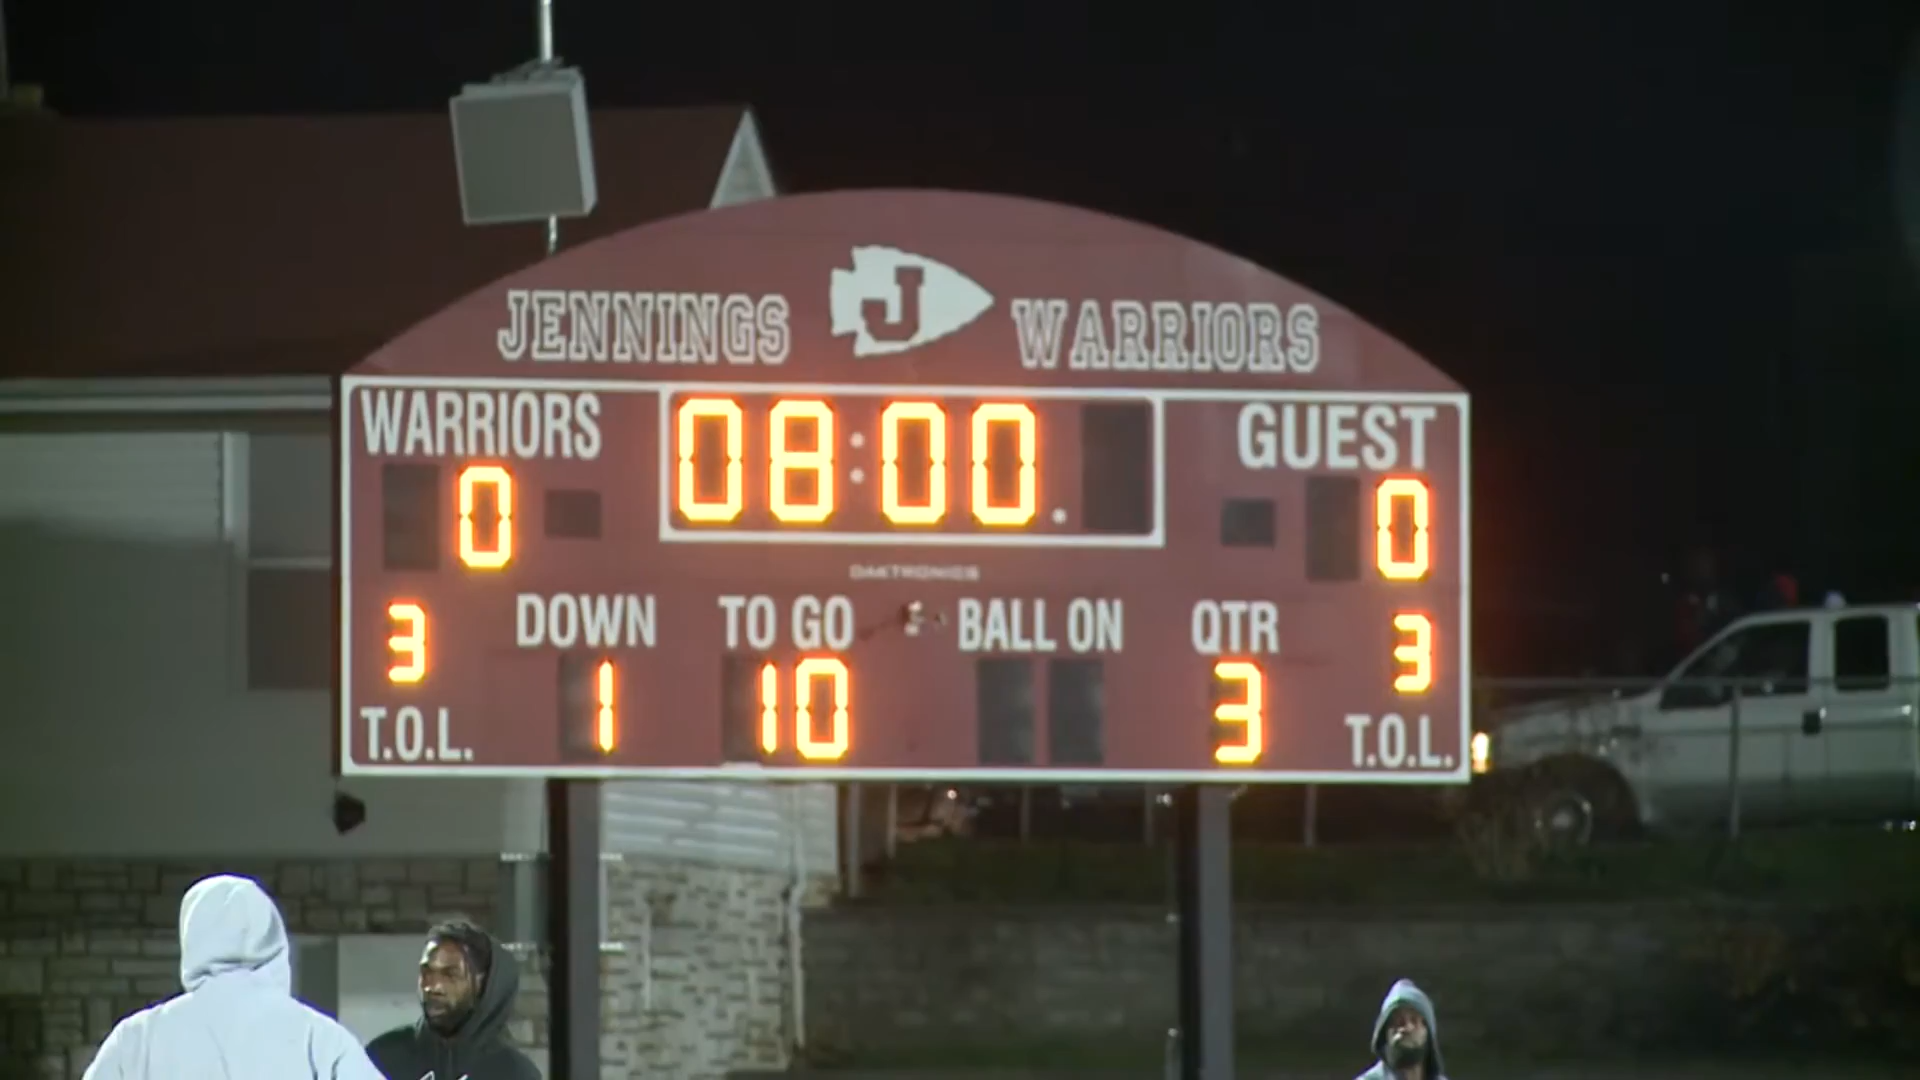 JENNINGS J WARRIORS
WARRIORS 08:00. GUEST
0 0
DAKTRONICS
3 DOWN TO GO BALL ON QTR 3
1 10 3
T.O.L. T.O.L.